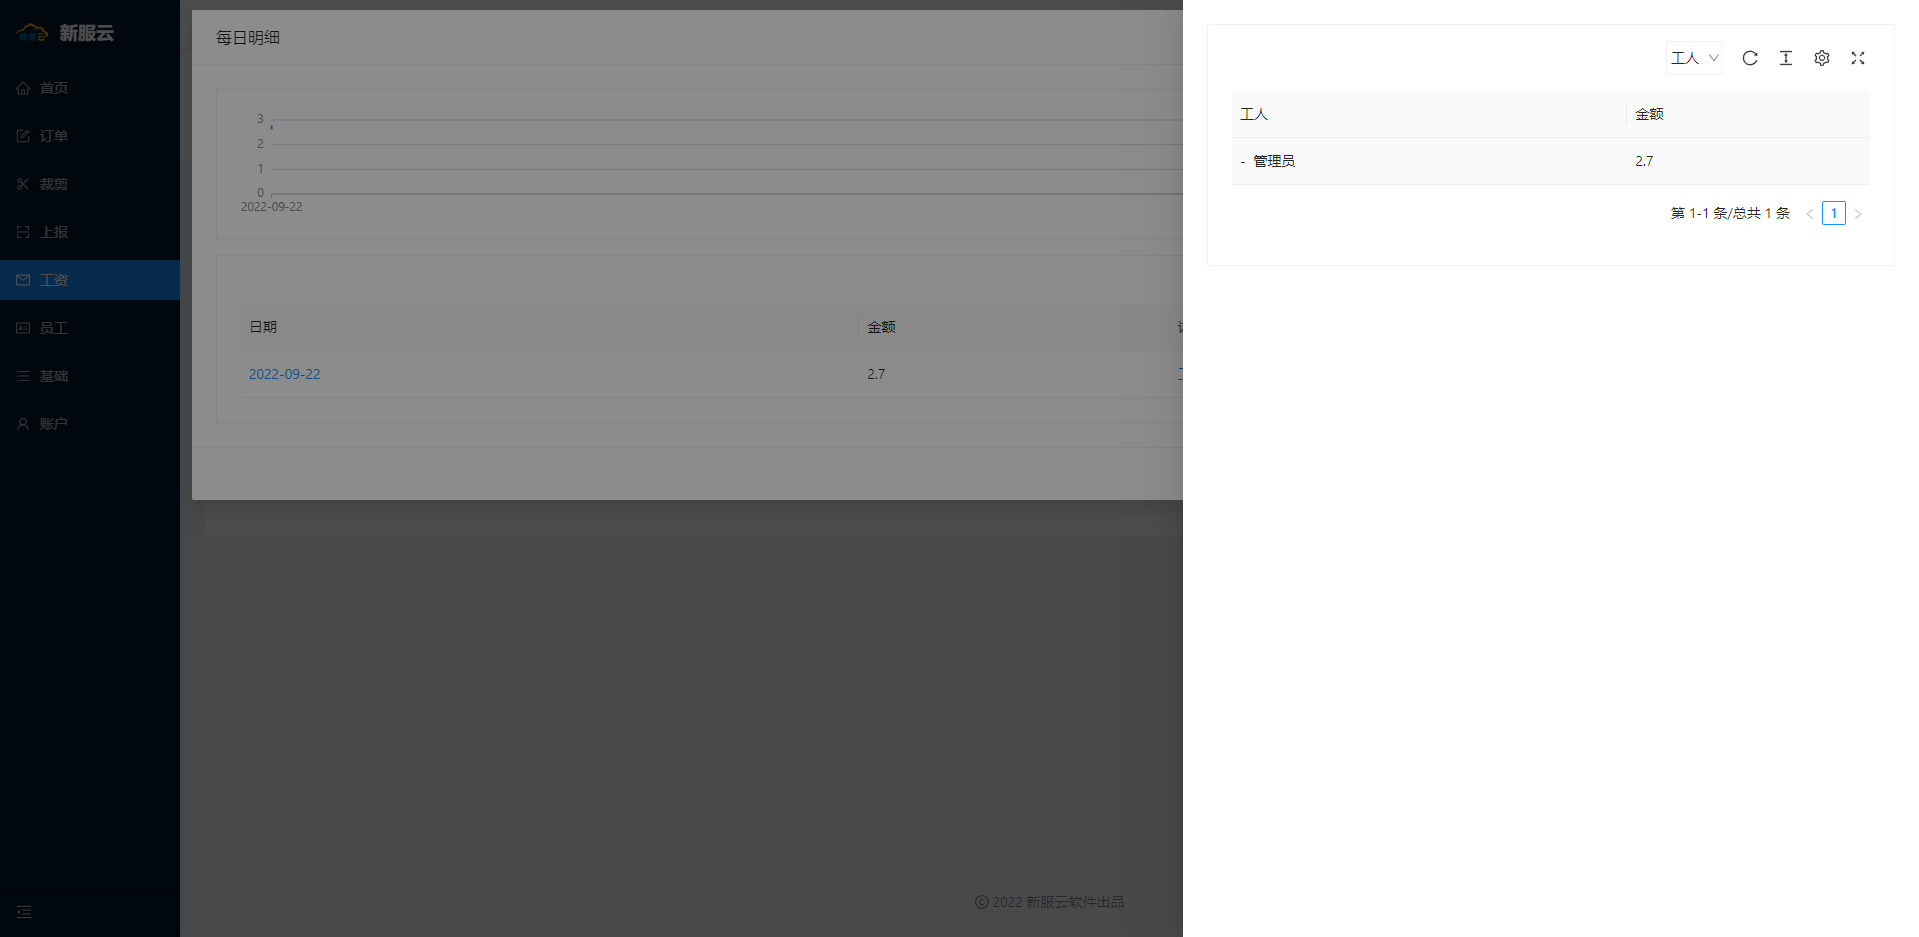 新服云
首页
订单
裁剪
上报
工资
员工
基础
账户
每日明细
3
2
1
0
2022-09-22
日期 金额
2022-09-22 2.7
© 2022 新服云软件出品
工人
工人 金额
- 管理员 2.7
第 1-1 条/总共 1 条 < 1 >